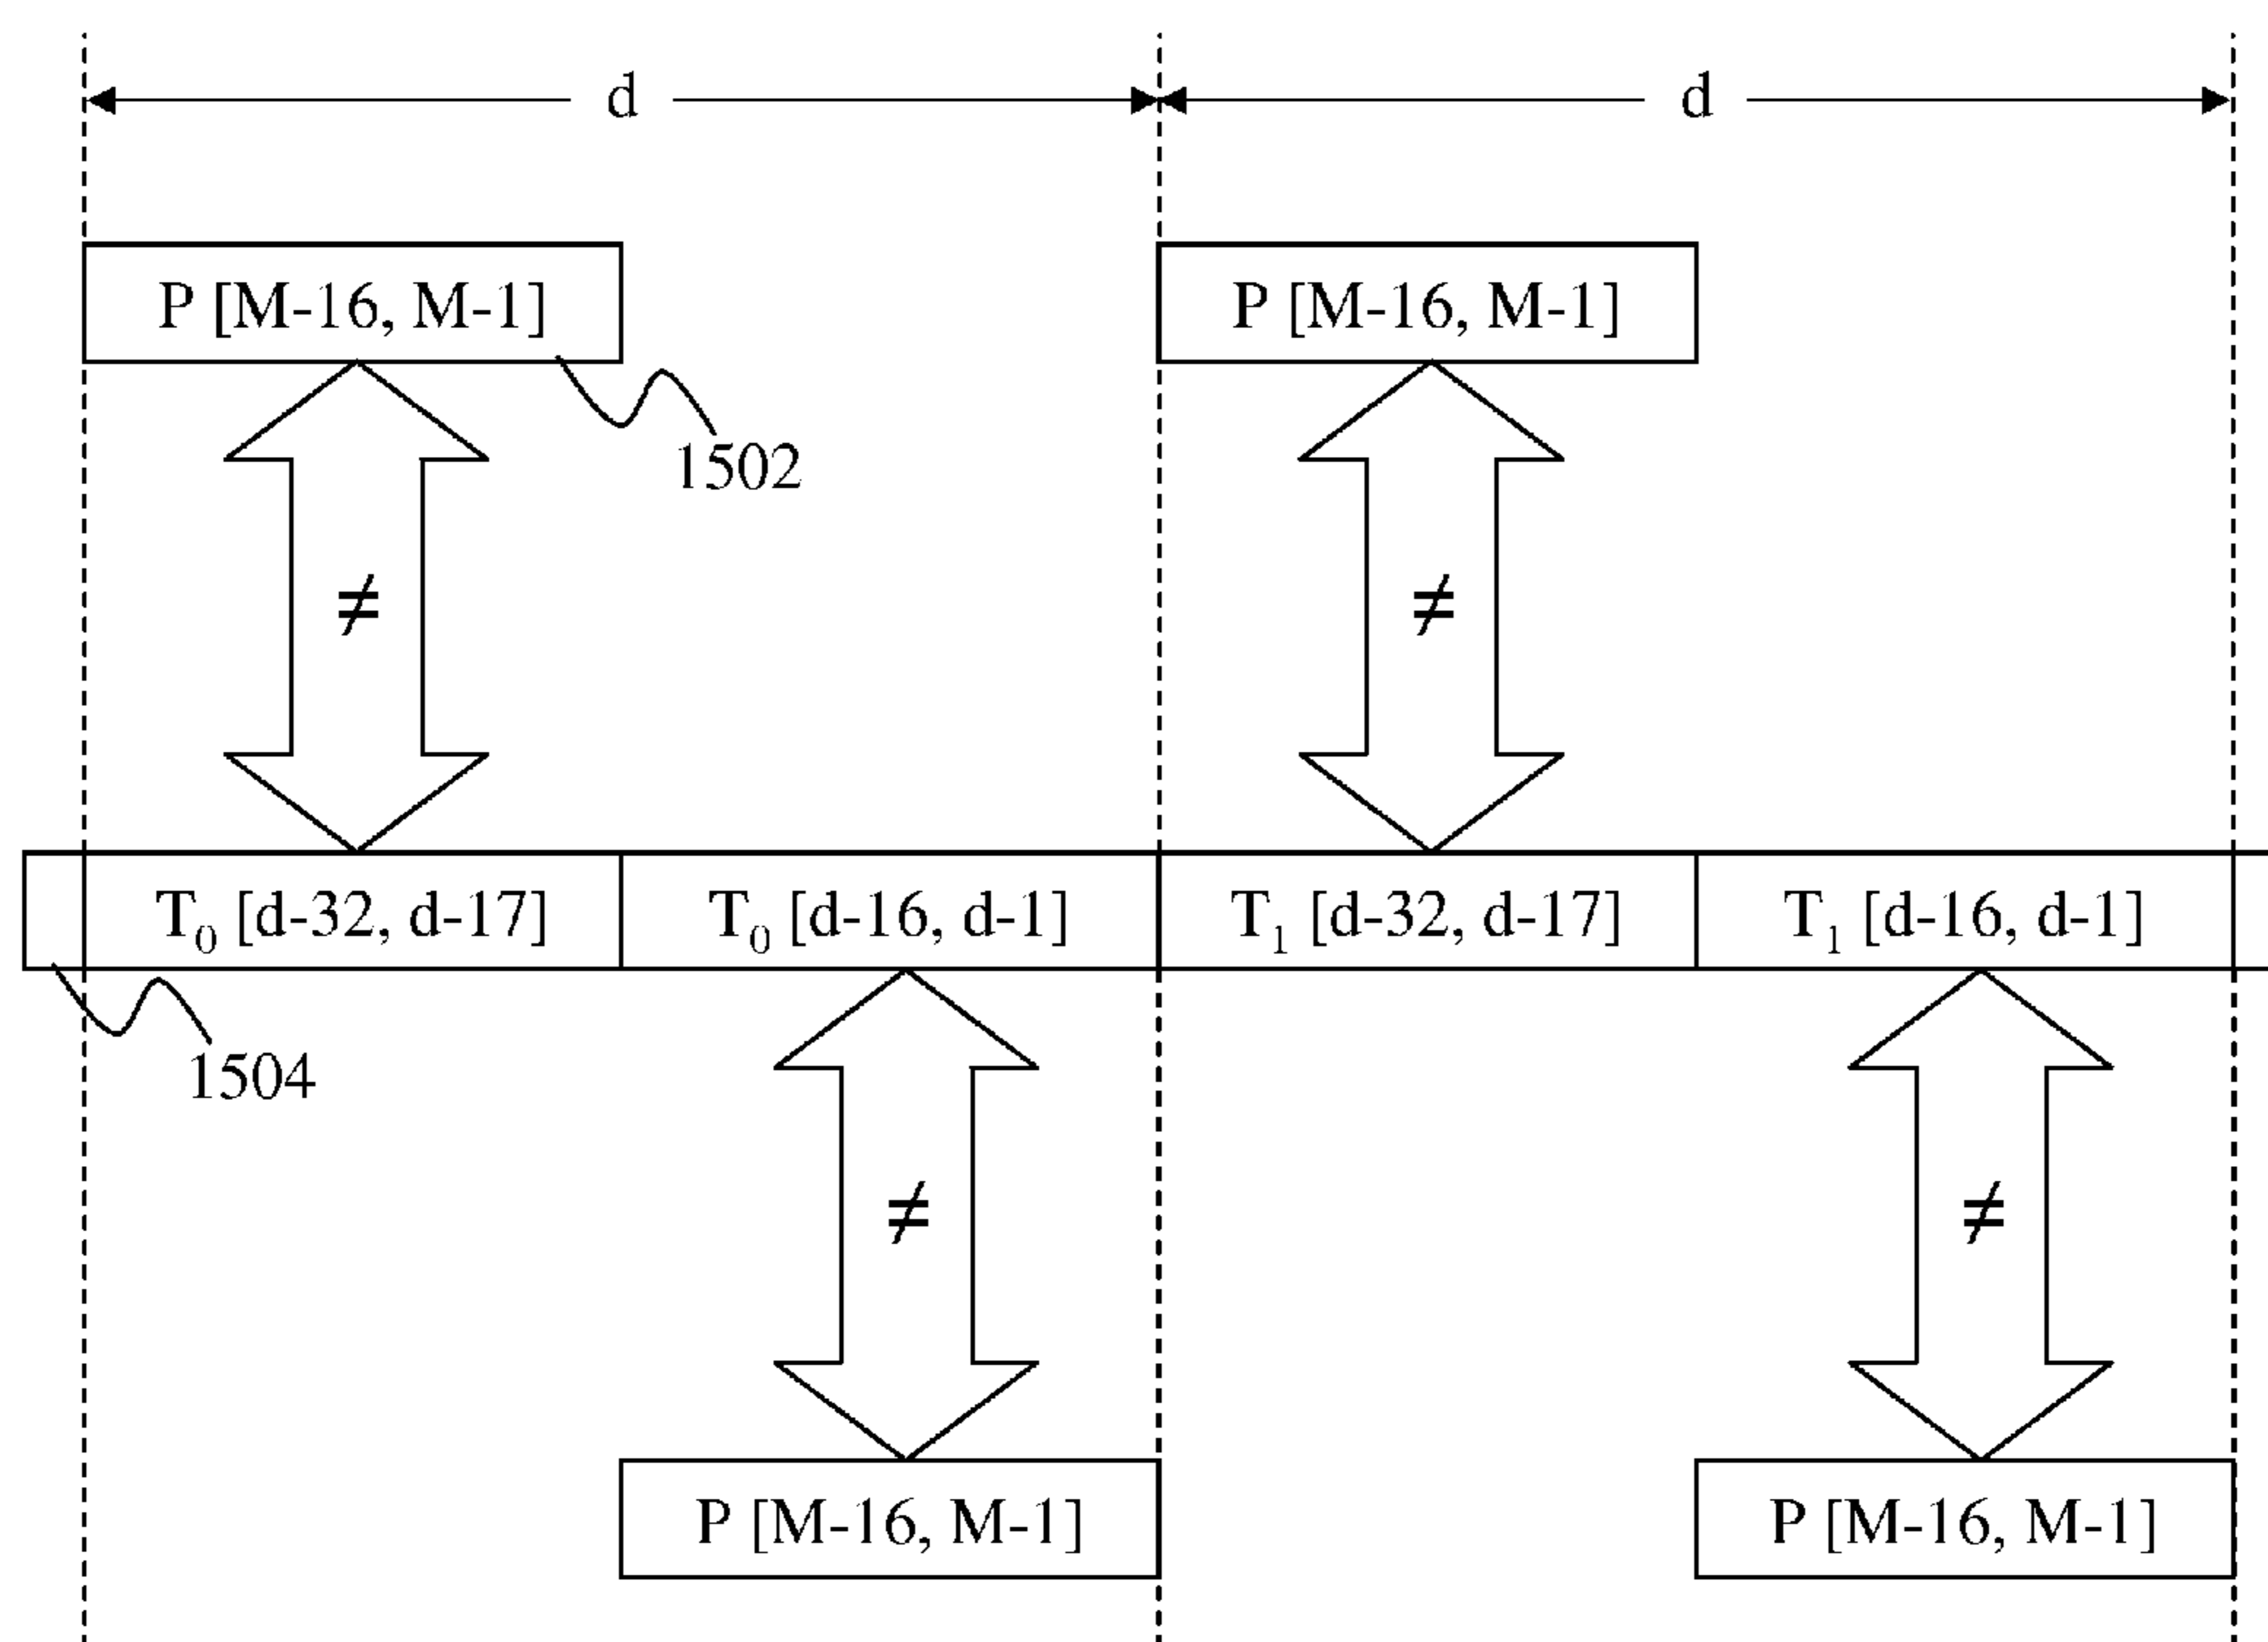 d
d
P [M-16, M-1]
P [M-16, M-1]
1502
≠
≠
T0 [d-32, d-17]
T0 [d-16, d-1]
T1 [d-32, d-17]
T1 [d-16, d-1]
1504
≠
≠
P [M-16, M-1]
P [M-16, M-1]